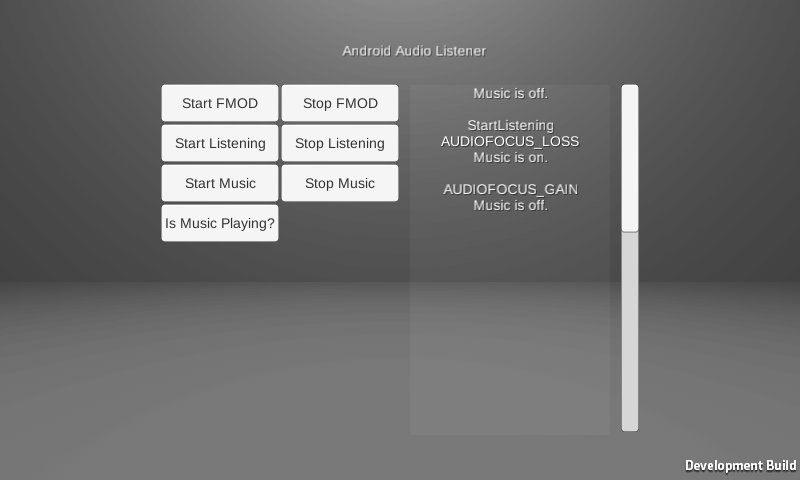 Android Audio Listener
Start FMOD
Stop FMOD
Start Listening
Stop Listening
Start Music
Stop Music
Is Music Playing?
Music is off.
StartListening
AUDIOFOCUS_LOSS
Music is on.
AUDIOFOCUS_GAIN
Music is off.
Development Build